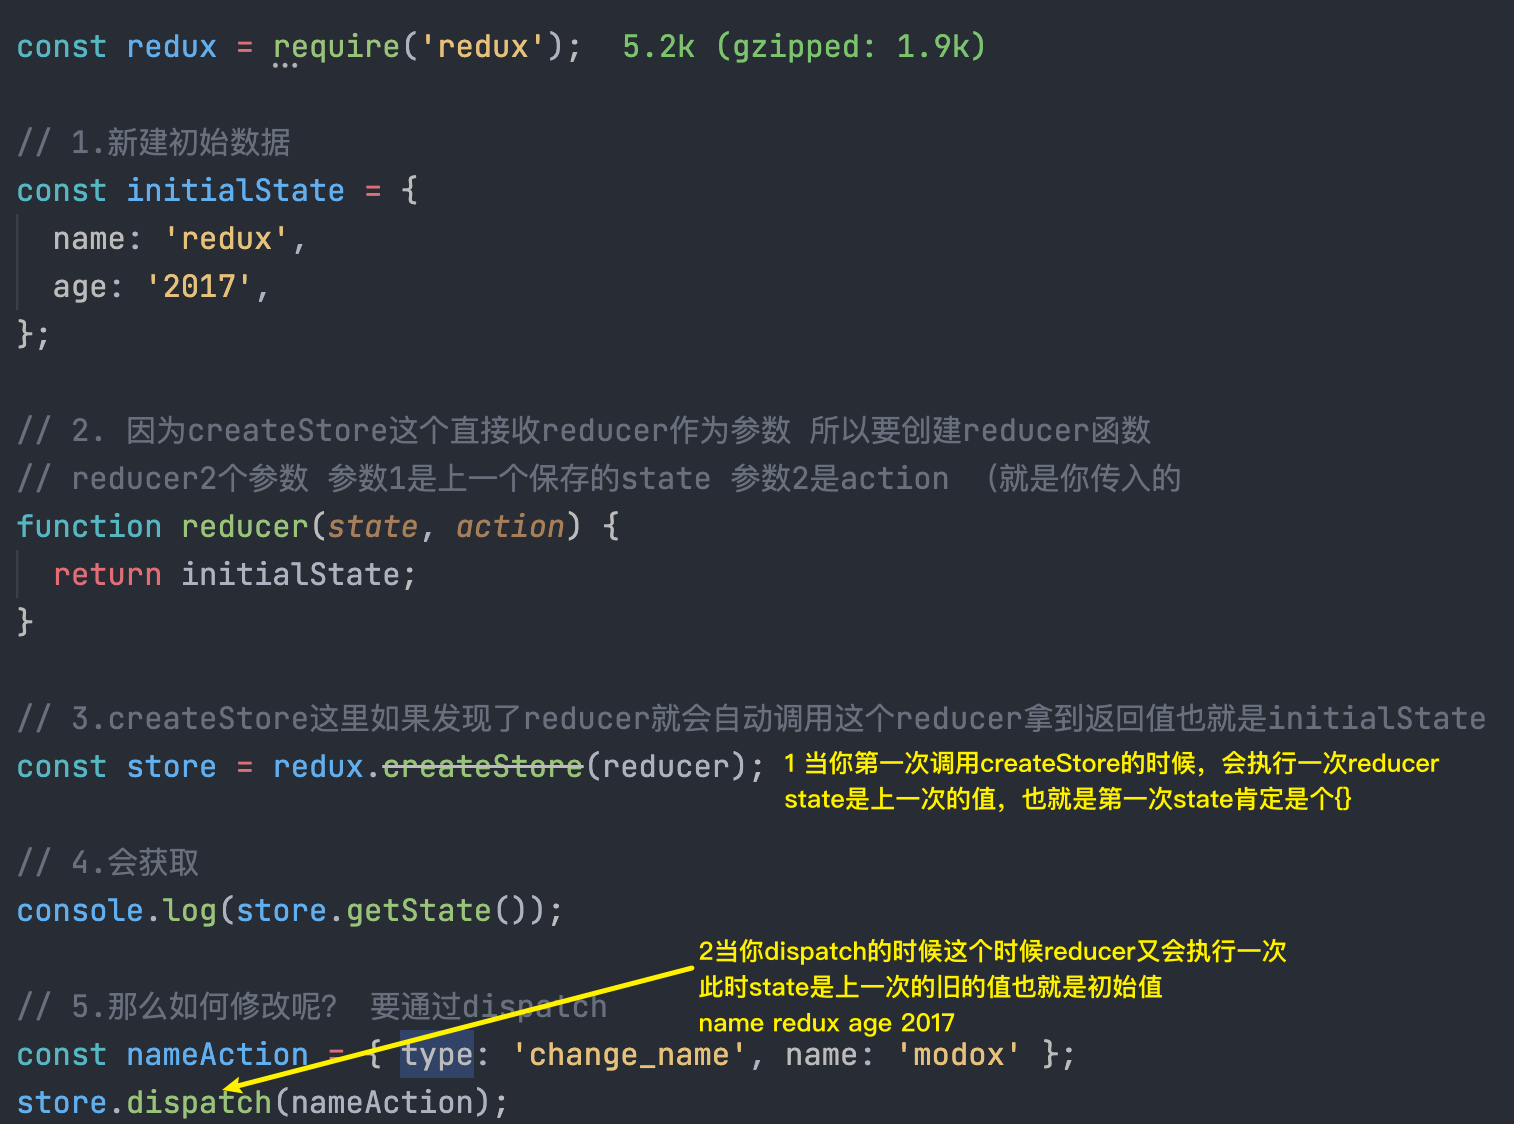 const redux = require('redux');  5.2k (gzipped: 1.9k)
// 1.新建初始数据
const initialState = {
  name: 'redux',
  age: '2017',
};
// 2. 因为createStore这个直接收reducer作为参数 所以要创建reducer函数
// reducer2个参数 参数1是上一个保存的state 参数2是action （就是你传入的
function reducer(state, action) {
  return initialState;
}
// 3.createStore这里如果发现了reducer就会自动调用这个reducer拿到返回值也就是initialState
const store = redux.createStore(reducer);
1 当你第一次调用createStore的时候，会执行一次reducer
state是上一次的值，也就是第一次state肯定是个{}
// 4.会获取
console.log(store.getState());
2当你dispatch的时候这个时候reducer又会执行一次
此时state是上一次的旧的值也就是初始值
name redux age 2017
// 5.那么如何修改呢？ 要通过dispatch
const nameAction = { type: 'change_name', name: 'modox' };
store.dispatch(nameAction);